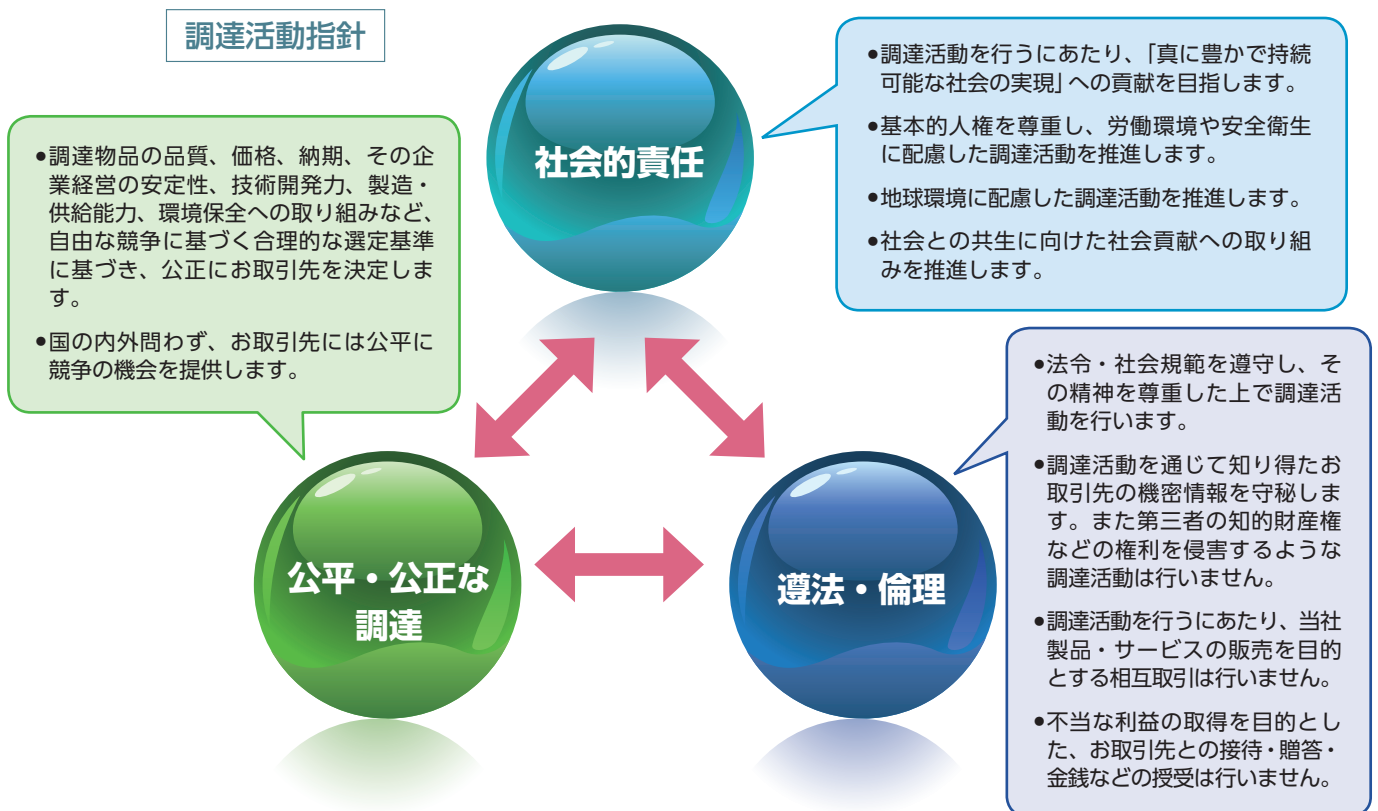 調達活動指針
社会的責任
•調達活動を行うにあたり、「真に豊かで持続
可能な社会の実現」への貢献を目指します。
•基本的人権を尊重し、労働環境や安全衛生
に配慮した調達活動を推進します。
•地球環境に配慮した調達活動を推進します。
•社会との共生に向けた社会貢献への取り組
みを推進します。
•調達物品の品質、価格、納期、その企
業経営の安定性、技術開発力、製造・
供給能力、環境保全への取り組みなど、
自由な競争に基づく合理的な選定基準
に基づき、公正にお取引先を決定しま
す。
•国の内外問わず、お取引先には公平に
競争の機会を提供します。
公平・公正な
調達
遵法・倫理
•法令・社会規範を遵守し、そ
の精神を尊重した上で調達活
動を行います。
•調達活動を通じて知り得たお
取引先の機密情報を守秘しま
す。また第三者の知的財産権
などの権利を侵害するような
調達活動は行いません。
•調達活動を行うにあたり、当社
製品・サービスの販売を目的
とする相互取引は行いません。
•不当な利益の取得を目的とし
た、お取引先との接待・贈答・
金銭などの授受は行いません。